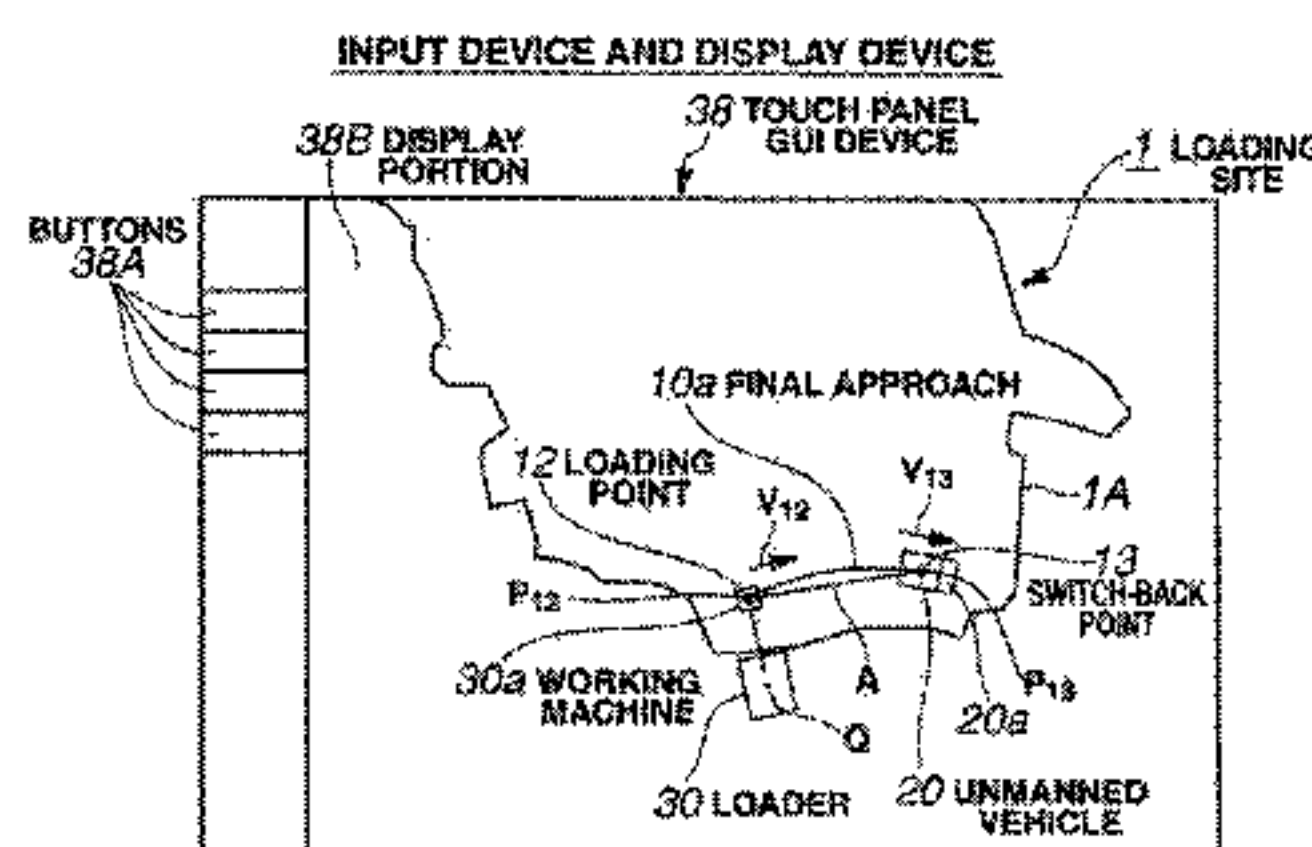 INPUT DEVICE AND DISPLAY DEVICE
38 TOUCH PANEL
GUI DEVICE
38B DISPLAY
PORTION
1 LOADING
SITE
BUTTONS
38A
10a FINAL APPROACH
12 LOADING
POINT
V13
V12
1A
13
SWITCH-BACK
POINT
P12
30a WORKING
MACHINE
A
P13
20a
Q
30 LOADER
20 UNMANNED
VEHICLE